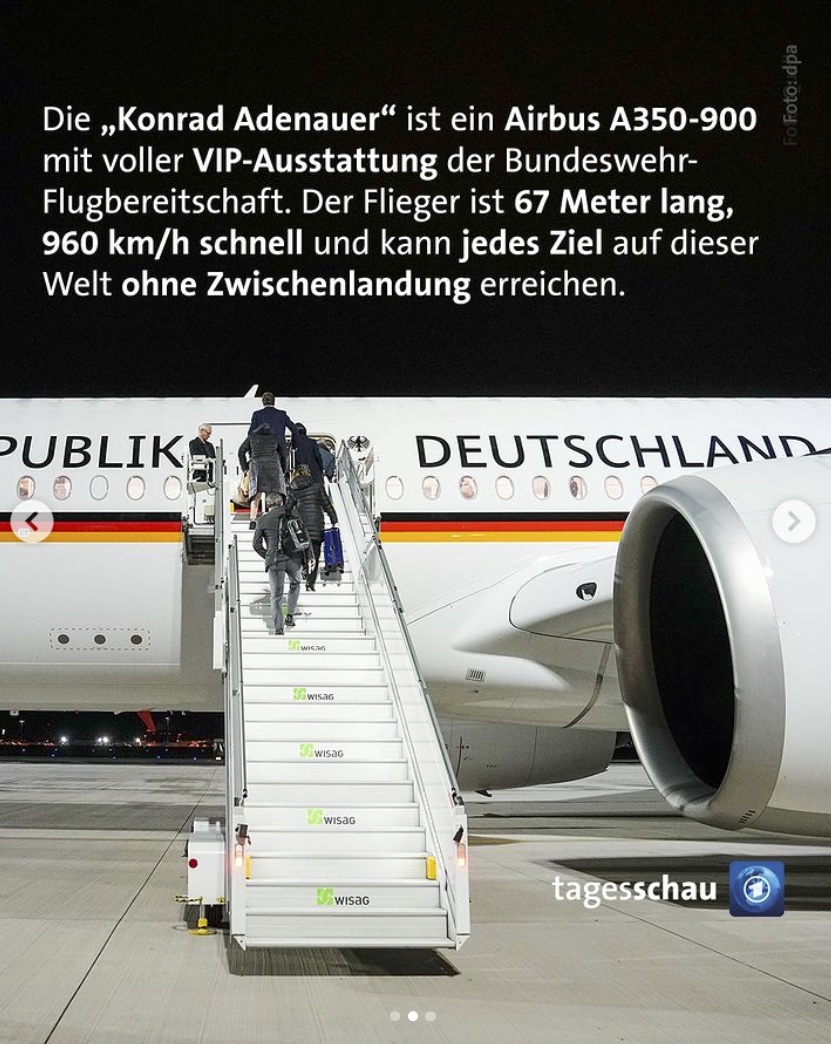 Foto: dpa
Die „Konrad Adenauer“ ist ein Airbus A350-900
mit voller VIP-Ausstattung der Bundeswehr-
Flugbereitschaft. Der Flieger ist 67 Meter lang,
960 km/h schnell und kann jedes Ziel auf dieser
Welt ohne Zwischenlandung erreichen.
PUBLIK DEUTSCHLAND
WISAG
WISAG
WISAG
WISAG
WISAG
tagesschau 1